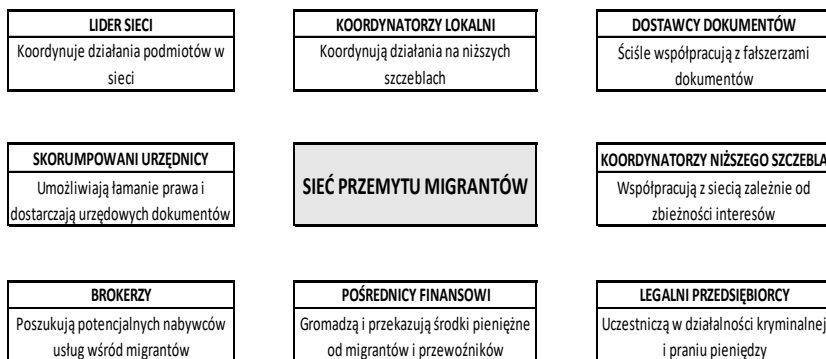 LIDER SIECI
Koordynuje działania podmiotów w
sieci
KOORDYNATORZY LOKALNI
Koordynują działania na niższych
szczeblach
DOSTAWCY DOKUMENTÓW
Ściśle współpracują z fałszerzami
dokumentów
SKORUMPOWANI URZĘDNICY
Umożliwiają łamanie prawa i
dostarczają urzędowych dokumentów
SIEĆ PRZEMYTU MIGRANTÓW
KOORDYNATORZY NIŻSZEGO SZCZEBLA
Współpracują z siecią zależnie od
zbieżności interesów
BROKERZY
Poszukują potencjalnych nabywców
usług wśród migrantów
POŚREDNICY FINANSOWI
Gromadzą i przekazują środki pieniężne
od migrantów i przewoźników
LEGALNI PRZEDSIĘBIORCY
Uczestniczą w działalności kryminalnej
i praniu pieniędzy